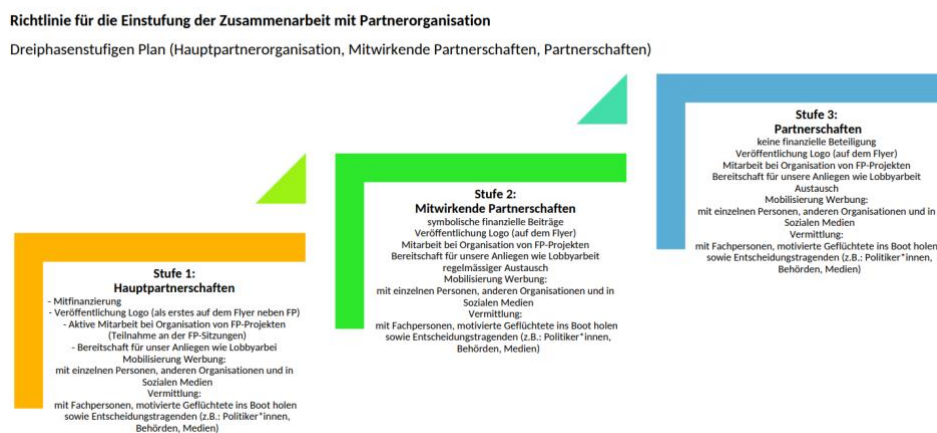 Richtlinie für die Einstufung der Zusammenarbeit mit Partnerorganisation
Dreiphasenstufigen Plan (Hauptpartnerorganisation, Mitwirkende Partnerschaften, Partnerschaften)
Stufe 1:
Hauptpartnerschaften
- Mitfinanzierung
- Veröffentlichung Logo (als erstes auf dem Flyer neben FP)
- Aktive Mitarbeit bei Organisation von FP-Projekten
(Teilnahme an der FP-Sitzungen)
- Bereitschaft für unser Anliegen wie Lobbyarbei
Mobilisierung Werbung:
mit einzelnen Personen, anderen Organisationen und in
Sozialen Medien
Vermittlung:
mit Fachpersonen, motivierte Geflüchtete ins Boot holen
sowie Entscheidungstragenden (z.B.: Politiker*innen,
Behörden, Medien)
Stufe 2:
Mitwirkende Partnerschaften
symbolische finanzielle Beiträge
Veröffentlichung Logo (auf dem Flyer)
Mitarbeit bei Organisation von FP-Projekten
Bereitschaft für unsere Anliegen wie Lobbyarbeit
regelmässiger Austausch
Mobilisierung Werbung:
mit einzelnen Personen, anderen Organisationen und in
Sozialen Medien
Vermittlung:
mit Fachpersonen, motivierte Geflüchtete ins Boot holen
sowie Entscheidungstragenden (z.B.: Politiker*innen,
Behörden, Medien)
Stufe 3:
Partnerschaften
keine finanzielle Beteiligung
Veröffentlichung Logo (auf dem Flyer)
Mitarbeit bei Organisation von FP-Projekten
Bereitschaft für unsere Anliegen wie Lobbyarbeit
Austausch
Mobilisierung Werbung:
mit einzelnen Personen, anderen Organisationen und in
Sozialen Medien
Vermittlung:
mit Fachpersonen, motivierte Geflüchtete ins Boot holen
sowie Entscheidungstragenden (z.B.: Politiker*innen,
Behörden, Medien)